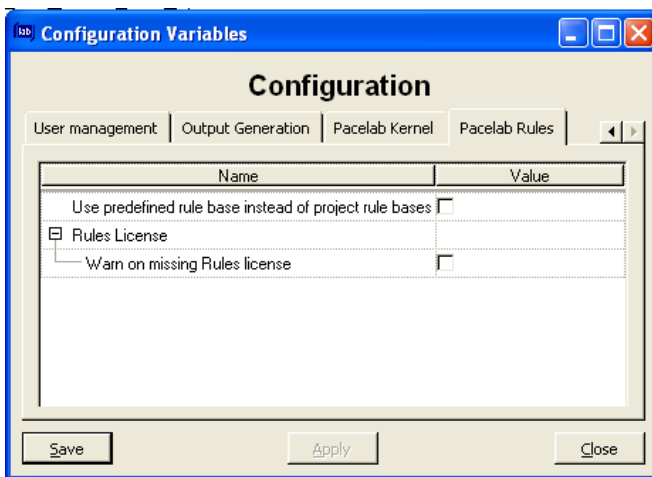 lab Configuration Variables
Configuration
User management Output Generation Pacelab Kernel Pacelab Rules
Name Value
Use predefined rule base instead of project rule bases
Rules License
Warn on missing Rules license
Save Apply Close